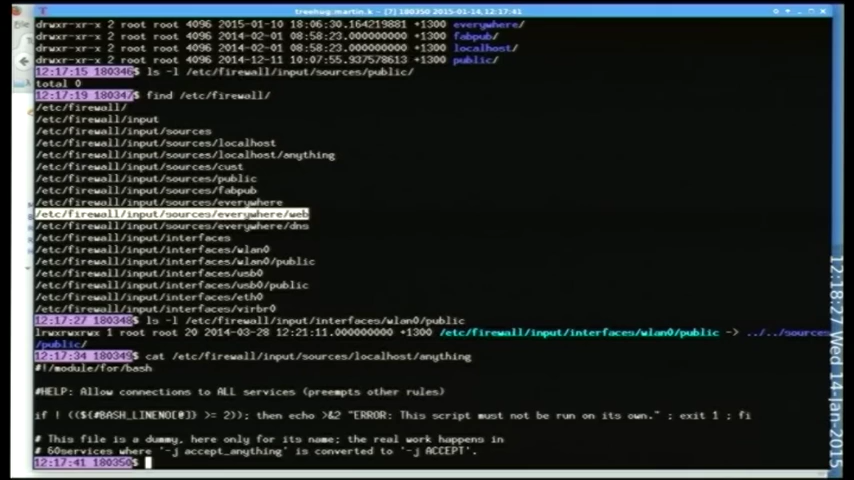 treehug:martin.k — 180350 2015-01-14,12:17:41
drwxr-xr-x 2 root root 4096 2015-01-10 18:06:30.164219881 +1300 everywhere/
drwxr-xr-x 2 root root 4096 2014-02-01 08:58:23.000000000 +1300 fabpub/
drwxr-xr-x 2 root root 4096 2014-02-01 08:58:23.000000000 +1300 localhost/
drwxr-xr-x 2 root root 4096 2014-12-11 10:07:55.937578613 +1300 public/
12:17:15 180346$ ls -l /etc/firewall/input/sources/public/
total 0
12:17:19 180347$ find /etc/firewall/
/etc/firewall/
/etc/firewall/input
/etc/firewall/input/sources
/etc/firewall/input/sources/localhost
/etc/firewall/input/sources/localhost/anything
/etc/firewall/input/sources/cust
/etc/firewall/input/sources/public
/etc/firewall/input/sources/fabpub
/etc/firewall/input/sources/everywhere
/etc/firewall/input/sources/everywhere/web
/etc/firewall/input/sources/everywhere/dns
/etc/firewall/input/interfaces
/etc/firewall/input/interfaces/wlan0
/etc/firewall/input/interfaces/wlan0/public
/etc/firewall/input/interfaces/usb0
/etc/firewall/input/interfaces/usb0/public
/etc/firewall/input/interfaces/eth0
/etc/firewall/input/interfaces/virbr0
12:17:27 180348$ ls -l /etc/firewall/input/interfaces/wlan0/public
lrwxrwxrwx 1 root root 20 2014-03-28 12:21:11.000000000 +1300 /etc/firewall/input/interfaces/wlan0/public -> ../../sources
/public/
12:17:34 180349$ cat /etc/firewall/input/sources/localhost/anything
#!/module/for/bash
#HELP: Allow connections to ALL services (preempts other rules)
if ! ((${#BASH_LINENO[@]} >= 2)); then echo >&2 "ERROR: This script must not be run on its own." ; exit 1 ; fi
# This file is a dummy, here only for its name; the real work happens in
# 60services where '-j accept_anything' is converted to '-j ACCEPT'.
12:17:41 180350$
12:18:27 Wed 14-Jan-2015